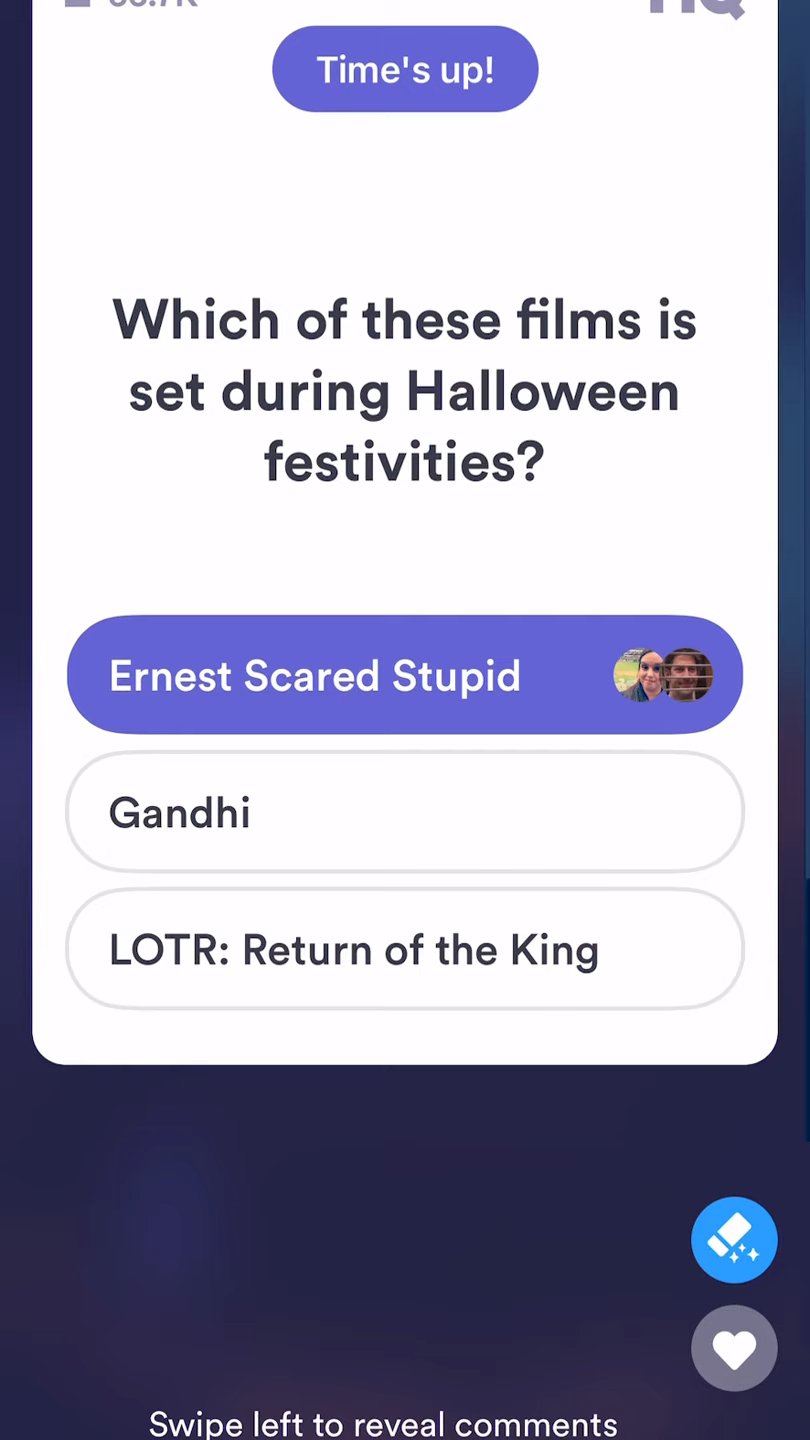 Time's up!
Which of these films is
set during Halloween
festivities?
Ernest Scared Stupid
Gandhi
LOTR: Return of the King
Swipe left to reveal comments